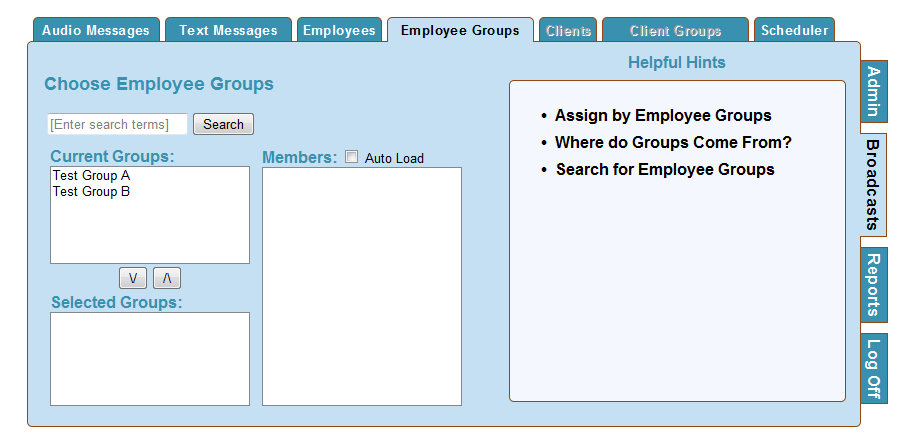 Audio Messages Text Messages Employees Employee Groups Clients Client Groups Scheduler
Helpful Hints
Choose Employee Groups
[Enter search terms] Search
Current Groups: Members: Auto Load
Test Group A
Test Group B
\/ /\
Selected Groups:
• Assign by Employee Groups
• Where do Groups Come From?
• Search for Employee Groups
Admin
Broadcasts
Reports
Log Off